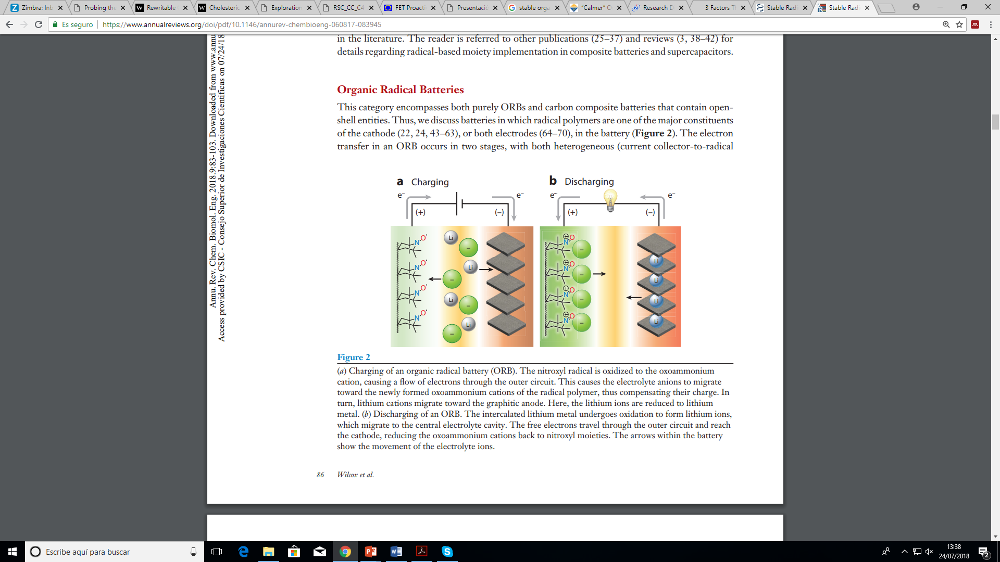 Zimbra: Inb
Probing the
Rewritable
Cholesteric
Exploration
RSC_CC_C4
FET Proacti
Presentació
stable orga
"Calmer" O
Research D
3 Factors T
Stable Radi
Stable Radi
Es seguro
https://www.annualreviews.org/doi/pdf/10.1146/annurev-chembioeng-060817-083945
Annu. Rev. Chem. Biomol. Eng. 2018.9:83-103. Downloaded from www.annu
Access provided by CSIC - Consejo Superior de Investigaciones Cientificas on 07/24/18
in the literature. The reader is referred to other publications (25–37) and reviews (3, 38–42) for
details regarding radical-based moiety implementation in composite batteries and supercapacitors.
Organic Radical Batteries
This category encompasses both purely ORBs and carbon composite batteries that contain open-
shell entities. Thus, we discuss batteries in which radical polymers are one of the major constituents
of the cathode (22, 24, 43–63), or both electrodes (64–70), in the battery (Figure 2). The electron
transfer in an ORB occurs in two stages, with both heterogeneous (current collector-to-radical
a Charging
e⁻
e⁻
(+)
(–)
N O•
N O•
N O•
N O•
Li
–
Li
–
Li
–
Li
–
b Discharging
e⁻
e⁻
(+)
(–)
⊕
N O
–
⊕
N O
–
⊕
N O
–
⊕
N O
–
Li
Li
Li
Li
Figure 2
(a) Charging of an organic radical battery (ORB). The nitroxyl radical is oxidized to the oxoammonium
cation, causing a flow of electrons through the outer circuit. This causes the electrolyte anions to migrate
toward the newly formed oxoammonium cations of the radical polymer, thus compensating their charge. In
turn, lithium cations migrate toward the graphitic anode. Here, the lithium ions are reduced to lithium
metal. (b) Discharging of an ORB. The intercalated lithium metal undergoes oxidation to form lithium ions,
which migrate to the central electrolyte cavity. The free electrons travel through the outer circuit and reach
the cathode, reducing the oxoammonium cations back to nitroxyl moieties. The arrows within the battery
show the movement of the electrolyte ions.
86 Wilcox et al.
Escribe aquí para buscar
13:38
24/07/2018
2